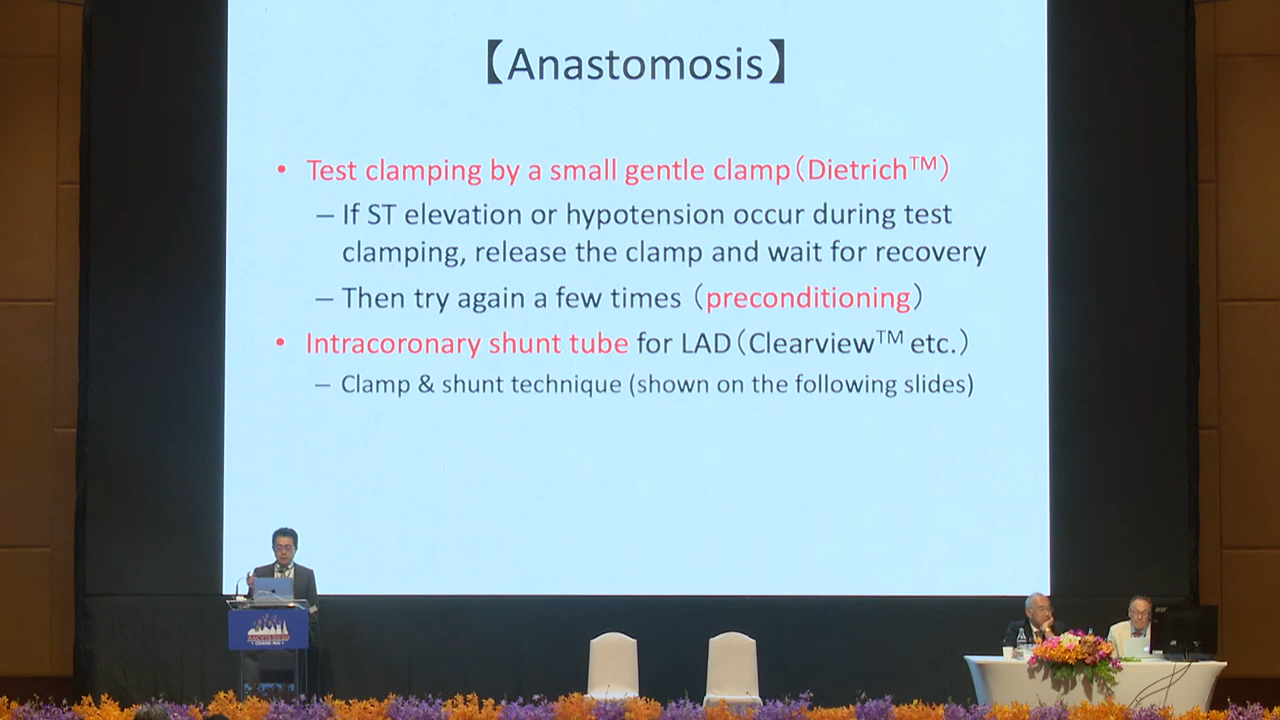 【Anastomosis】
• Test clamping by a small gentle clamp（Dietrich™）
– If ST elevation or hypotension occur during test
clamping, release the clamp and wait for recovery
– Then try again a few times （preconditioning）
• Intracoronary shunt tube for LAD（Clearview™ etc.）
– Clamp & shunt technique (shown on the following slides)
CHIANG MAI